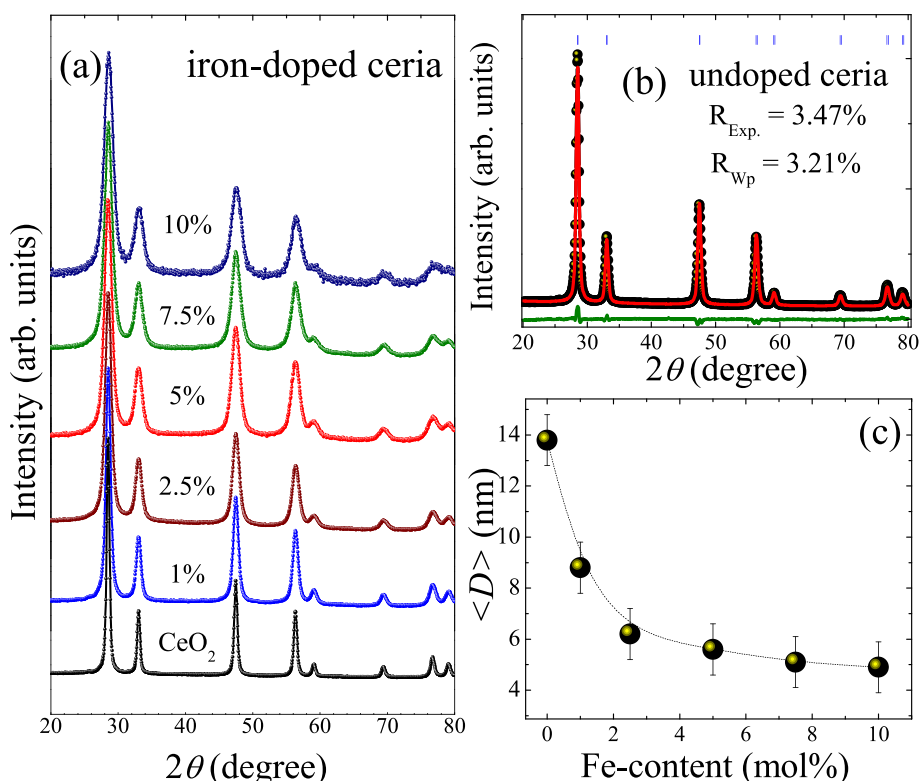 (a) iron-doped ceria
10%
7.5%
5%
2.5%
1%
CeO2
Intensity (arb. units)
20 30 40 50 60 70 80
2θ (degree)
(b) undoped ceria
RExp. = 3.47%
RWp = 3.21%
Intensity (arb. units)
20 30 40 50 60 70 80
2θ (degree)
(c)
14
12
10
8
6
4
<D> (nm)
0 2 4 6 8 10
Fe-content (mol%)